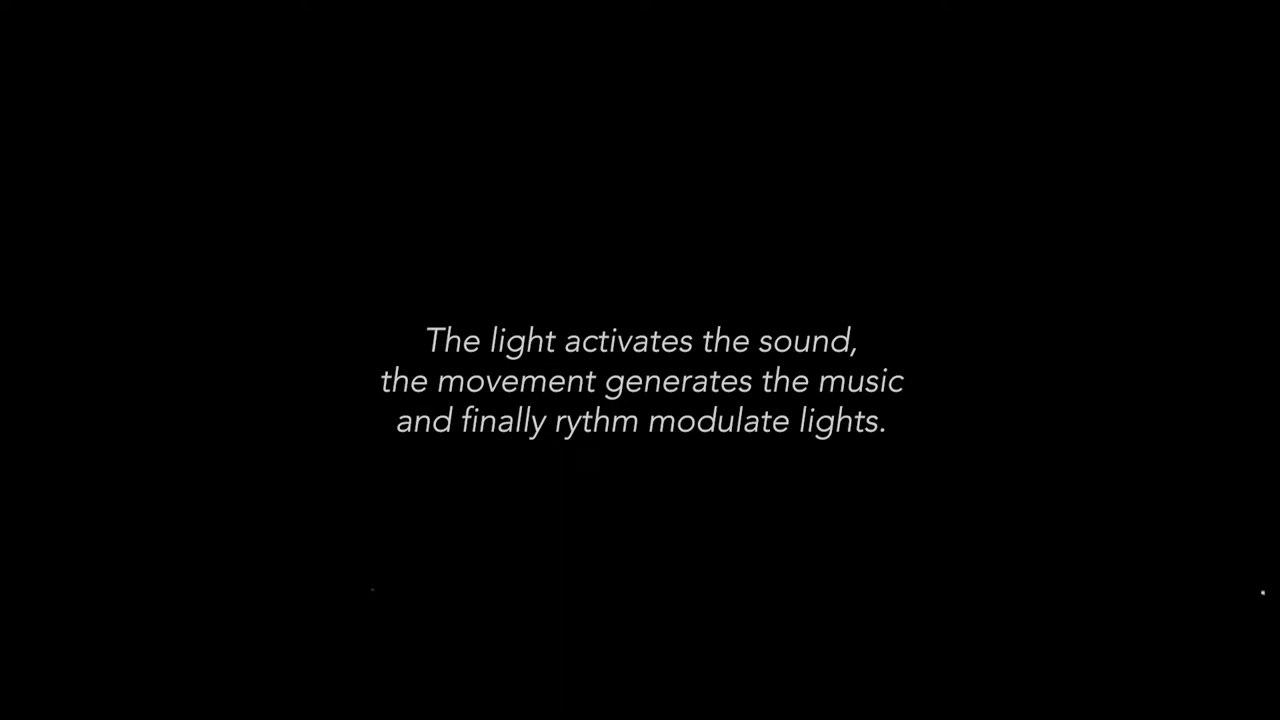 The light activates the sound,
the movement generates the music
and finally rythm modulate lights.